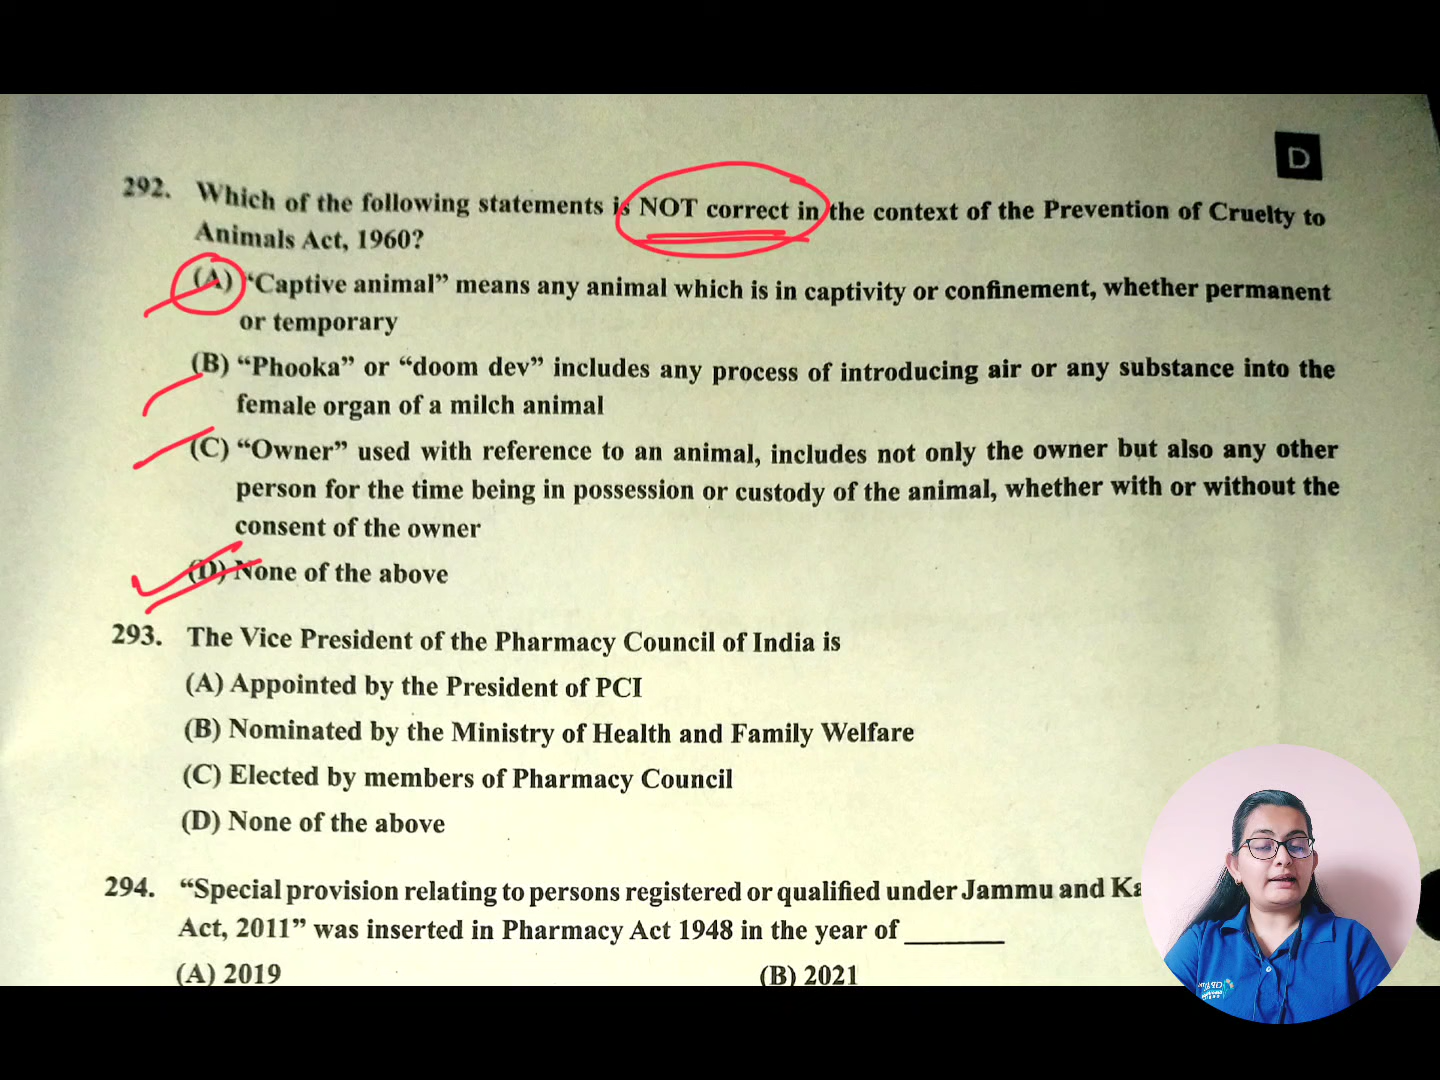 D
292. Which of the following statements is NOT correct in the context of the Prevention of Cruelty to
Animals Act, 1960?
(A) “Captive animal” means any animal which is in captivity or confinement, whether permanent
or temporary
(B) “Phooka” or “doom dev” includes any process of introducing air or any substance into the
female organ of a milch animal
(C) “Owner” used with reference to an animal, includes not only the owner but also any other
person for the time being in possession or custody of the animal, whether with or without the
consent of the owner
(D) None of the above
293. The Vice President of the Pharmacy Council of India is
(A) Appointed by the President of PCI
(B) Nominated by the Ministry of Health and Family Welfare
(C) Elected by members of Pharmacy Council
(D) None of the above
294. “Special provision relating to persons registered or qualified under Jammu and Ka
Act, 2011” was inserted in Pharmacy Act 1948 in the year of _______
(A) 2019 (B) 2021